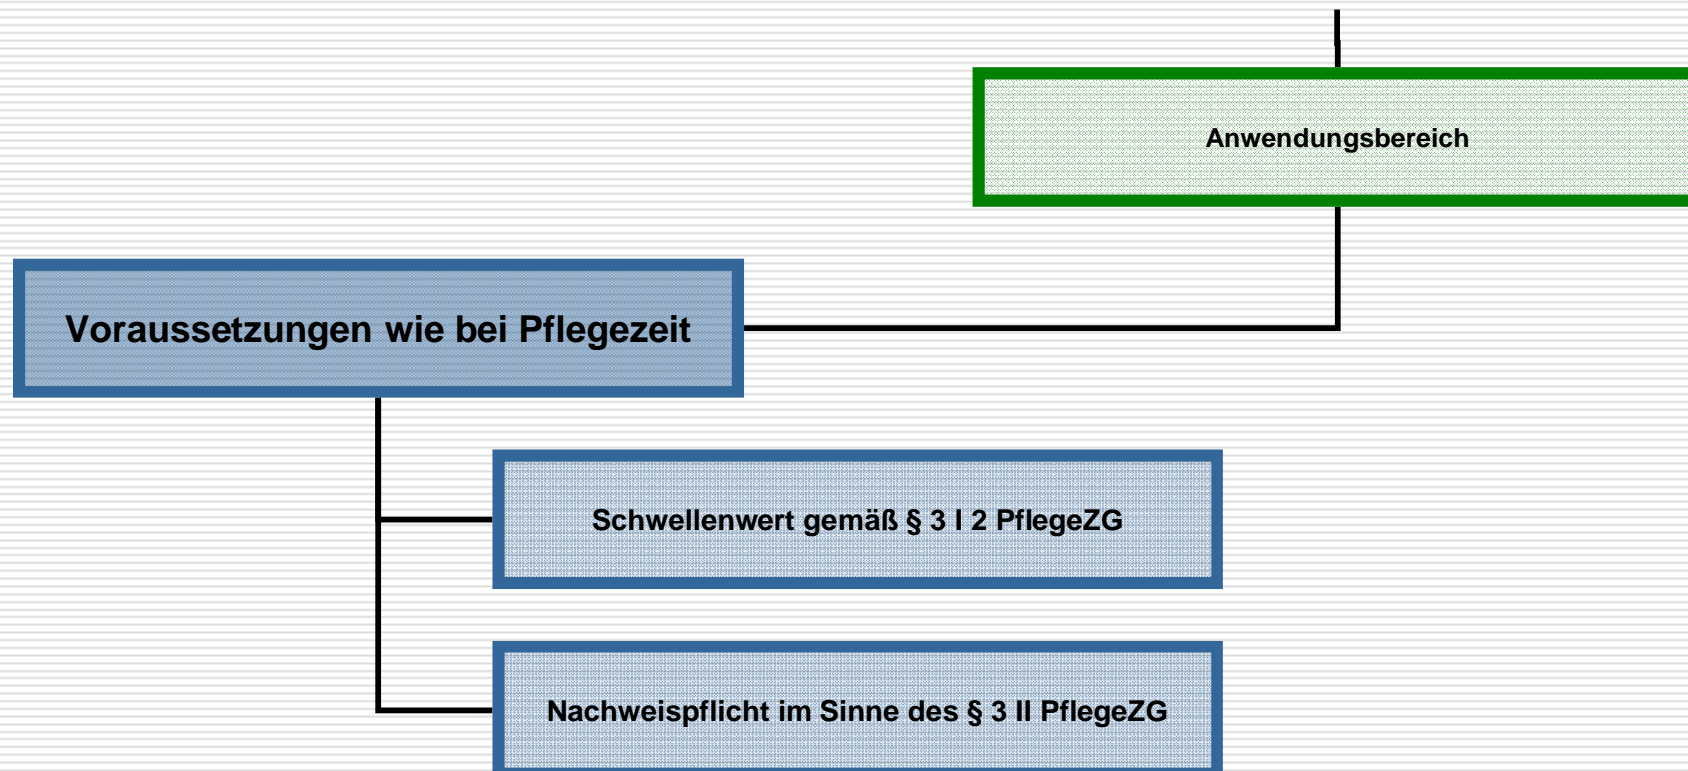 Anwendungsbereich
Voraussetzungen wie bei Pflegezeit
Schwellenwert gemäß § 3 I 2 PflegeZG
Nachweispflicht im Sinne des § 3 II PflegeZG